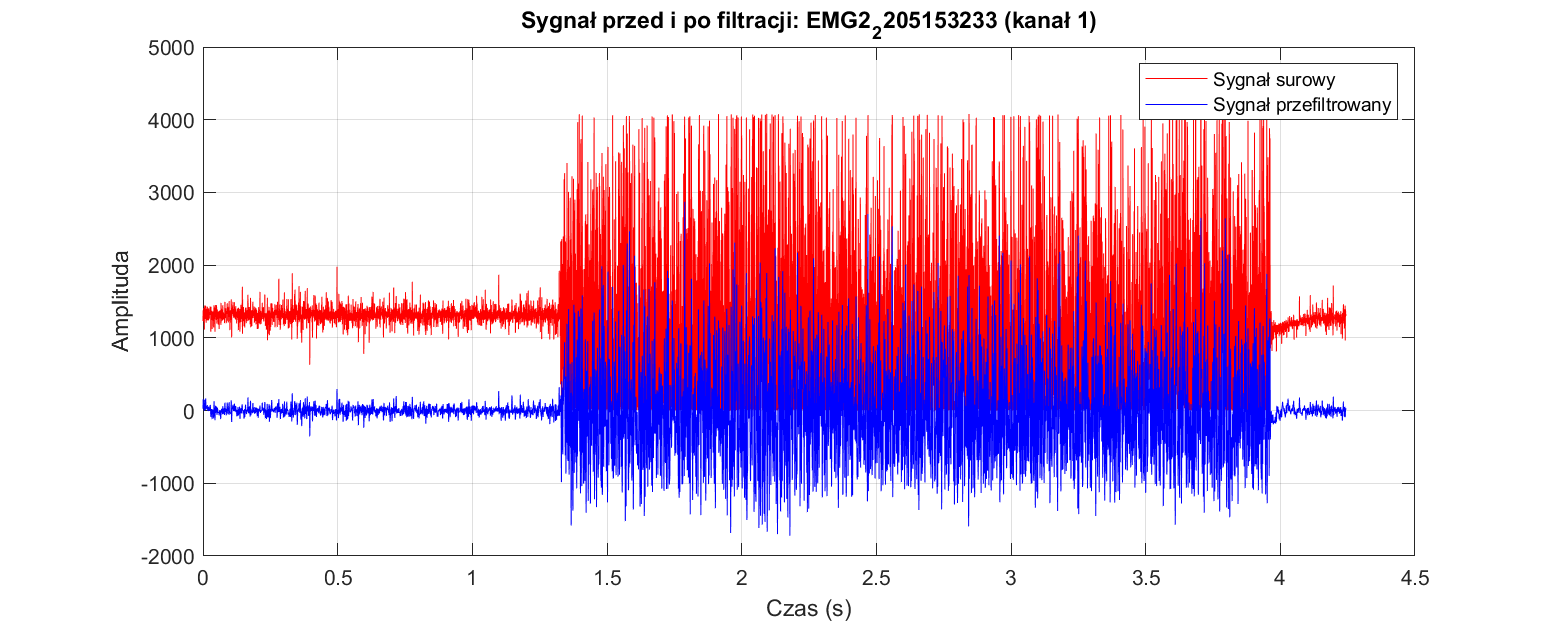 Sygnał przed i po filtracji: EMG2₂205153233 (kanał 1)
Sygnał surowy
Sygnał przefiltrowany
Amplituda
5000
4000
3000
2000
1000
0
-1000
-2000
0 0.5 1 1.5 2 2.5 3 3.5 4 4.5
Czas (s)